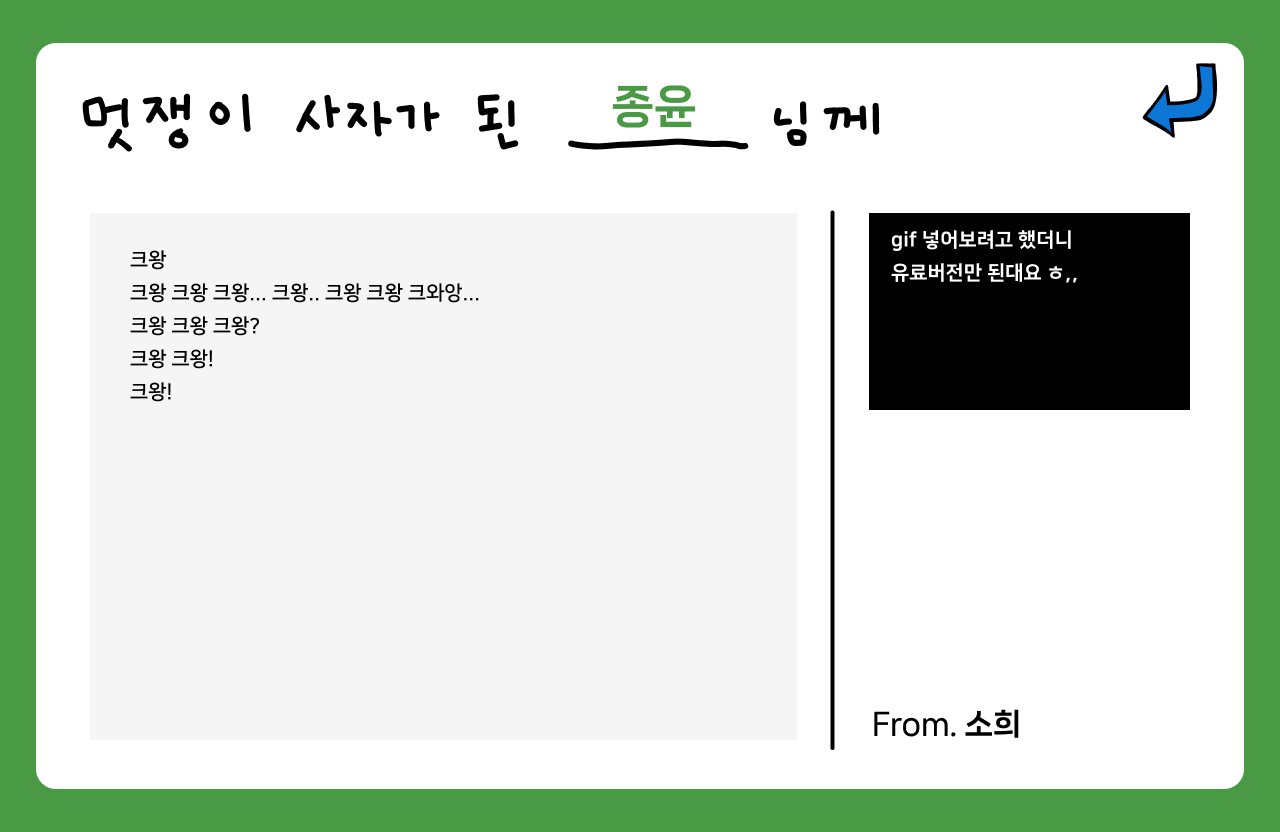 멋쟁이 사자가 된 종윤 님께
크왕
크왕 크왕 크왕... 크왕.. 크왕 크왕 크와앙...
크왕 크왕 크왕?
크왕 크왕!
크왕!
gif 넣어보려고 했더니
유료버전만 된대요 ㅎ,,
From. 소희